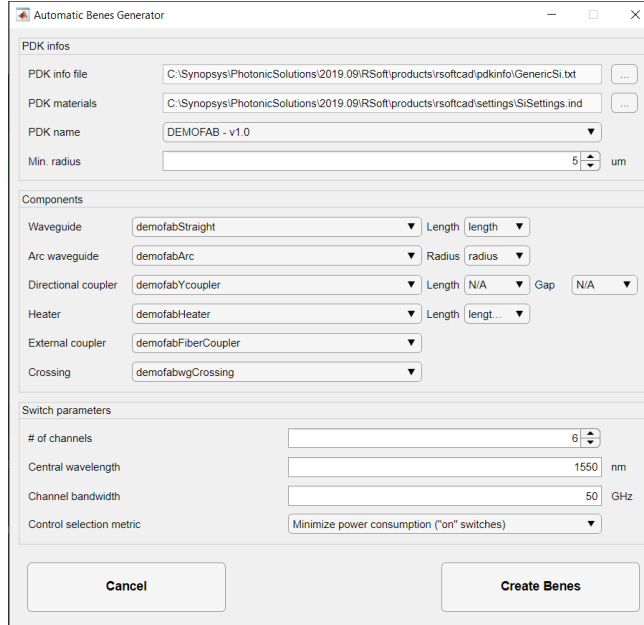 Automatic Benes Generator
PDK infos
PDK info file C:\Synopsys\PhotonicSolutions\2019.09\RSoft\products\rsoftcad\pdkinfo\GenericSi.txt ...
PDK materials C:\Synopsys\PhotonicSolutions\2019.09\RSoft\products\rsoftcad\settings\SiSettings.ind ...
PDK name DEMOFAB - v1.0
Min. radius 5 um
Components
Waveguide demofabStraight Length length
Arc waveguide demofabArc Radius radius
Directional coupler demofabYcoupler Length N/A Gap N/A
Heater demofabHeater Length lengt...
External coupler demofabFiberCoupler
Crossing demofabwgCrossing
Switch parameters
# of channels 6
Central wavelength 1550 nm
Channel bandwidth 50 GHz
Control selection metric Minimize power consumption ("on" switches)
Cancel Create Benes